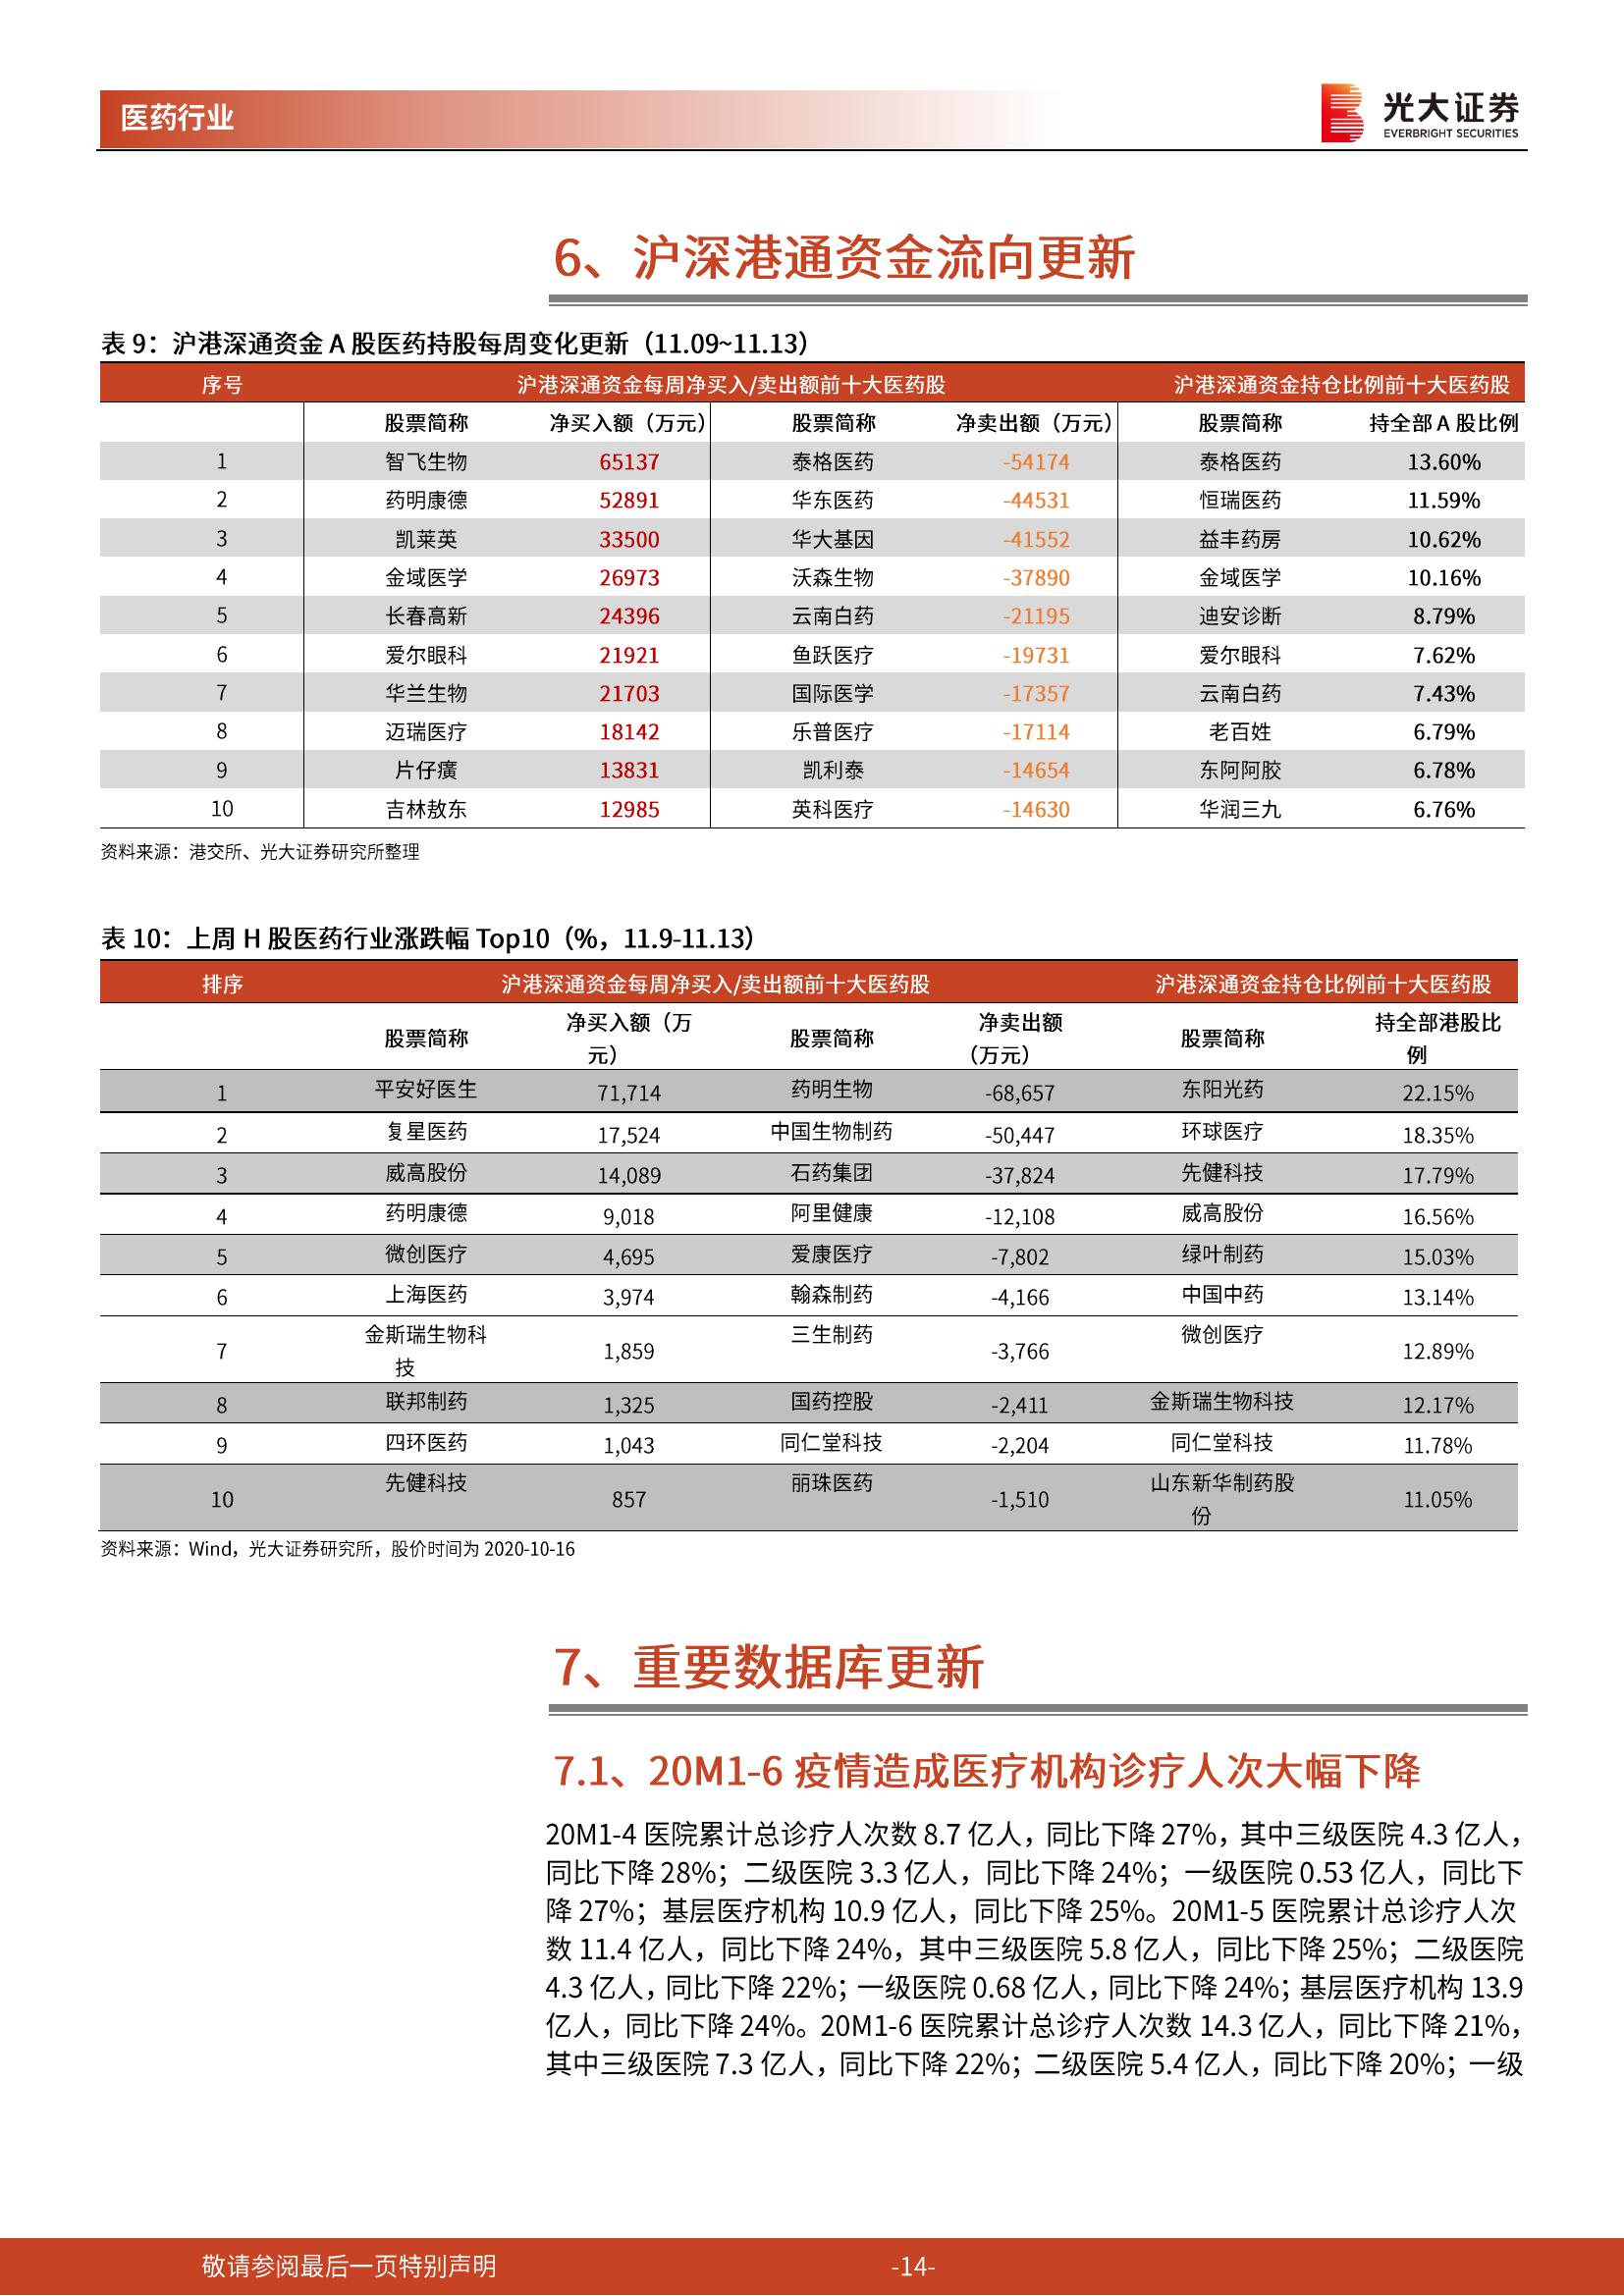 医药行业
光大证券
EVERBRIGHT SECURITIES
6、沪深港通资金流向更新
表 9：沪港深通资金 A 股医药持股每周变化更新（11.09~11.13）
序号 沪港深通资金每周净买入/卖出额前十大医药股 沪港深通资金持仓比例前十大医药股
股票简称 净买入额（万元） 股票简称 净卖出额（万元） 股票简称 持全部 A 股比例
1 智飞生物 65137 泰格医药 -54174 泰格医药 13.60%
2 药明康德 52891 华东医药 -44531 恒瑞医药 11.59%
3 凯莱英 33500 华大基因 -41552 益丰药房 10.62%
4 金域医学 26973 沃森生物 -37890 金域医学 10.16%
5 长春高新 24396 云南白药 -21195 迪安诊断 8.79%
6 爱尔眼科 21921 鱼跃医疗 -19731 爱尔眼科 7.62%
7 华兰生物 21703 国际医学 -17357 云南白药 7.43%
8 迈瑞医疗 18142 乐普医疗 -17114 老百姓 6.79%
9 片仔癀 13831 凯利泰 -14654 东阿阿胶 6.78%
10 吉林敖东 12985 英科医疗 -14630 华润三九 6.76%
资料来源：港交所、光大证券研究所整理
表 10：上周 H 股医药行业涨跌幅 Top10（%，11.9-11.13）
排序 沪港深通资金每周净买入/卖出额前十大医药股 沪港深通资金持仓比例前十大医药股
股票简称 净买入额（万元） 股票简称 净卖出额（万元） 股票简称 持全部港股比例
1 平安好医生 71,714 药明生物 -68,657 东阳光药 22.15%
2 复星医药 17,524 中国生物制药 -50,447 环球医疗 18.35%
3 威高股份 14,089 石药集团 -37,824 先健科技 17.79%
4 药明康德 9,018 阿里健康 -12,108 威高股份 16.56%
5 微创医疗 4,695 爱康医疗 -7,802 绿叶制药 15.03%
6 上海医药 3,974 翰森制药 -4,166 中国中药 13.14%
7 金斯瑞生物科技 1,859 三生制药 -3,766 微创医疗 12.89%
8 联邦制药 1,325 国药控股 -2,411 金斯瑞生物科技 12.17%
9 四环医药 1,043 同仁堂科技 -2,204 同仁堂科技 11.78%
10 先健科技 857 丽珠医药 -1,510 山东新华制药股份 11.05%
资料来源：Wind，光大证券研究所，股价时间为 2020-10-16
7、重要数据库更新
7.1、20M1-6 疫情造成医疗机构诊疗人次大幅下降
20M1-4 医院累计总诊疗人次数 8.7 亿人，同比下降 27%，其中三级医院 4.3 亿人，
同比下降 28%；二级医院 3.3 亿人，同比下降 24%；一级医院 0.53 亿人，同比下
降 27%；基层医疗机构 10.9 亿人，同比下降 25%。20M1-5 医院累计总诊疗人次
数 11.4 亿人，同比下降 24%，其中三级医院 5.8 亿人，同比下降 25%；二级医院
4.3 亿人，同比下降 22%；一级医院 0.68 亿人，同比下降 24%；基层医疗机构 13.9
亿人，同比下降 24%。20M1-6 医院累计总诊疗人次数 14.3 亿人，同比下降 21%，
其中三级医院 7.3 亿人，同比下降 22%；二级医院 5.4 亿人，同比下降 20%；一级
敬请参阅最后一页特别声明 -14-